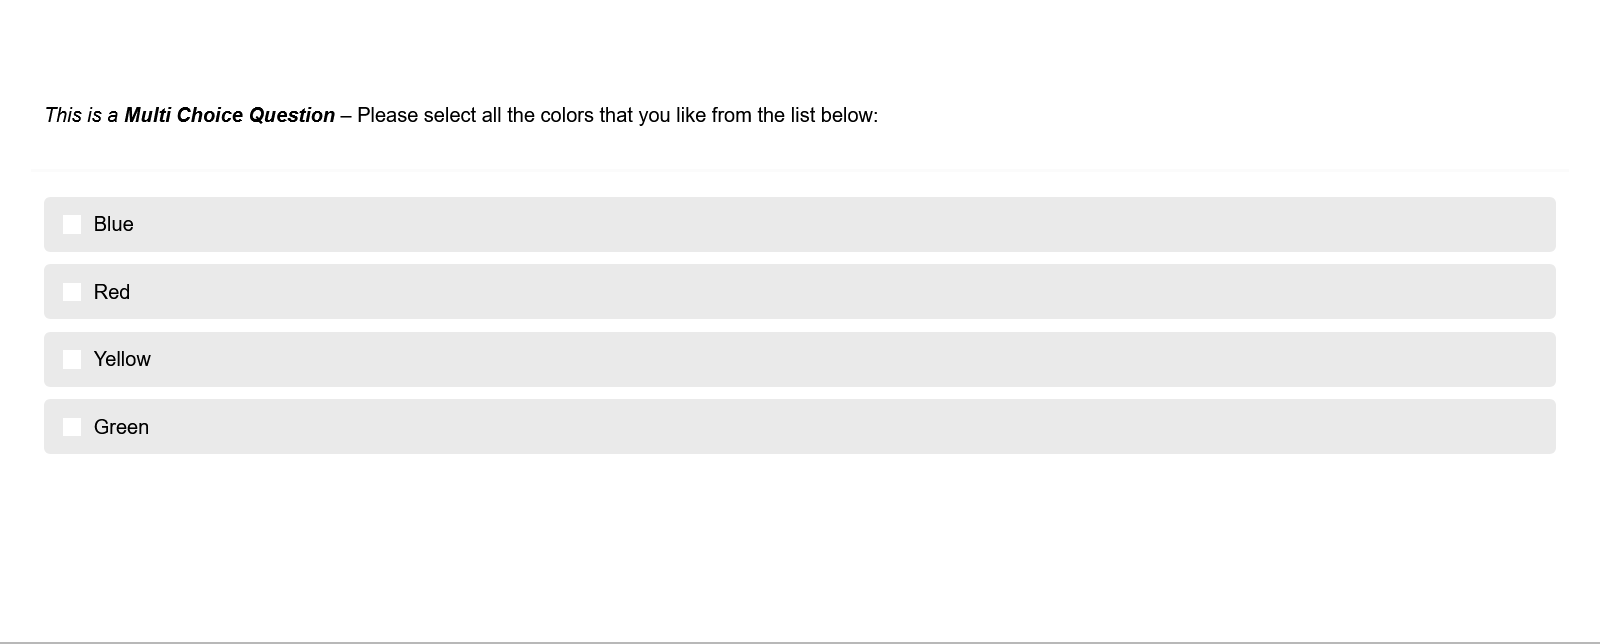 This is a Multi Choice Question – Please select all the colors that you like from the list below:
Blue
Red
Yellow
Green